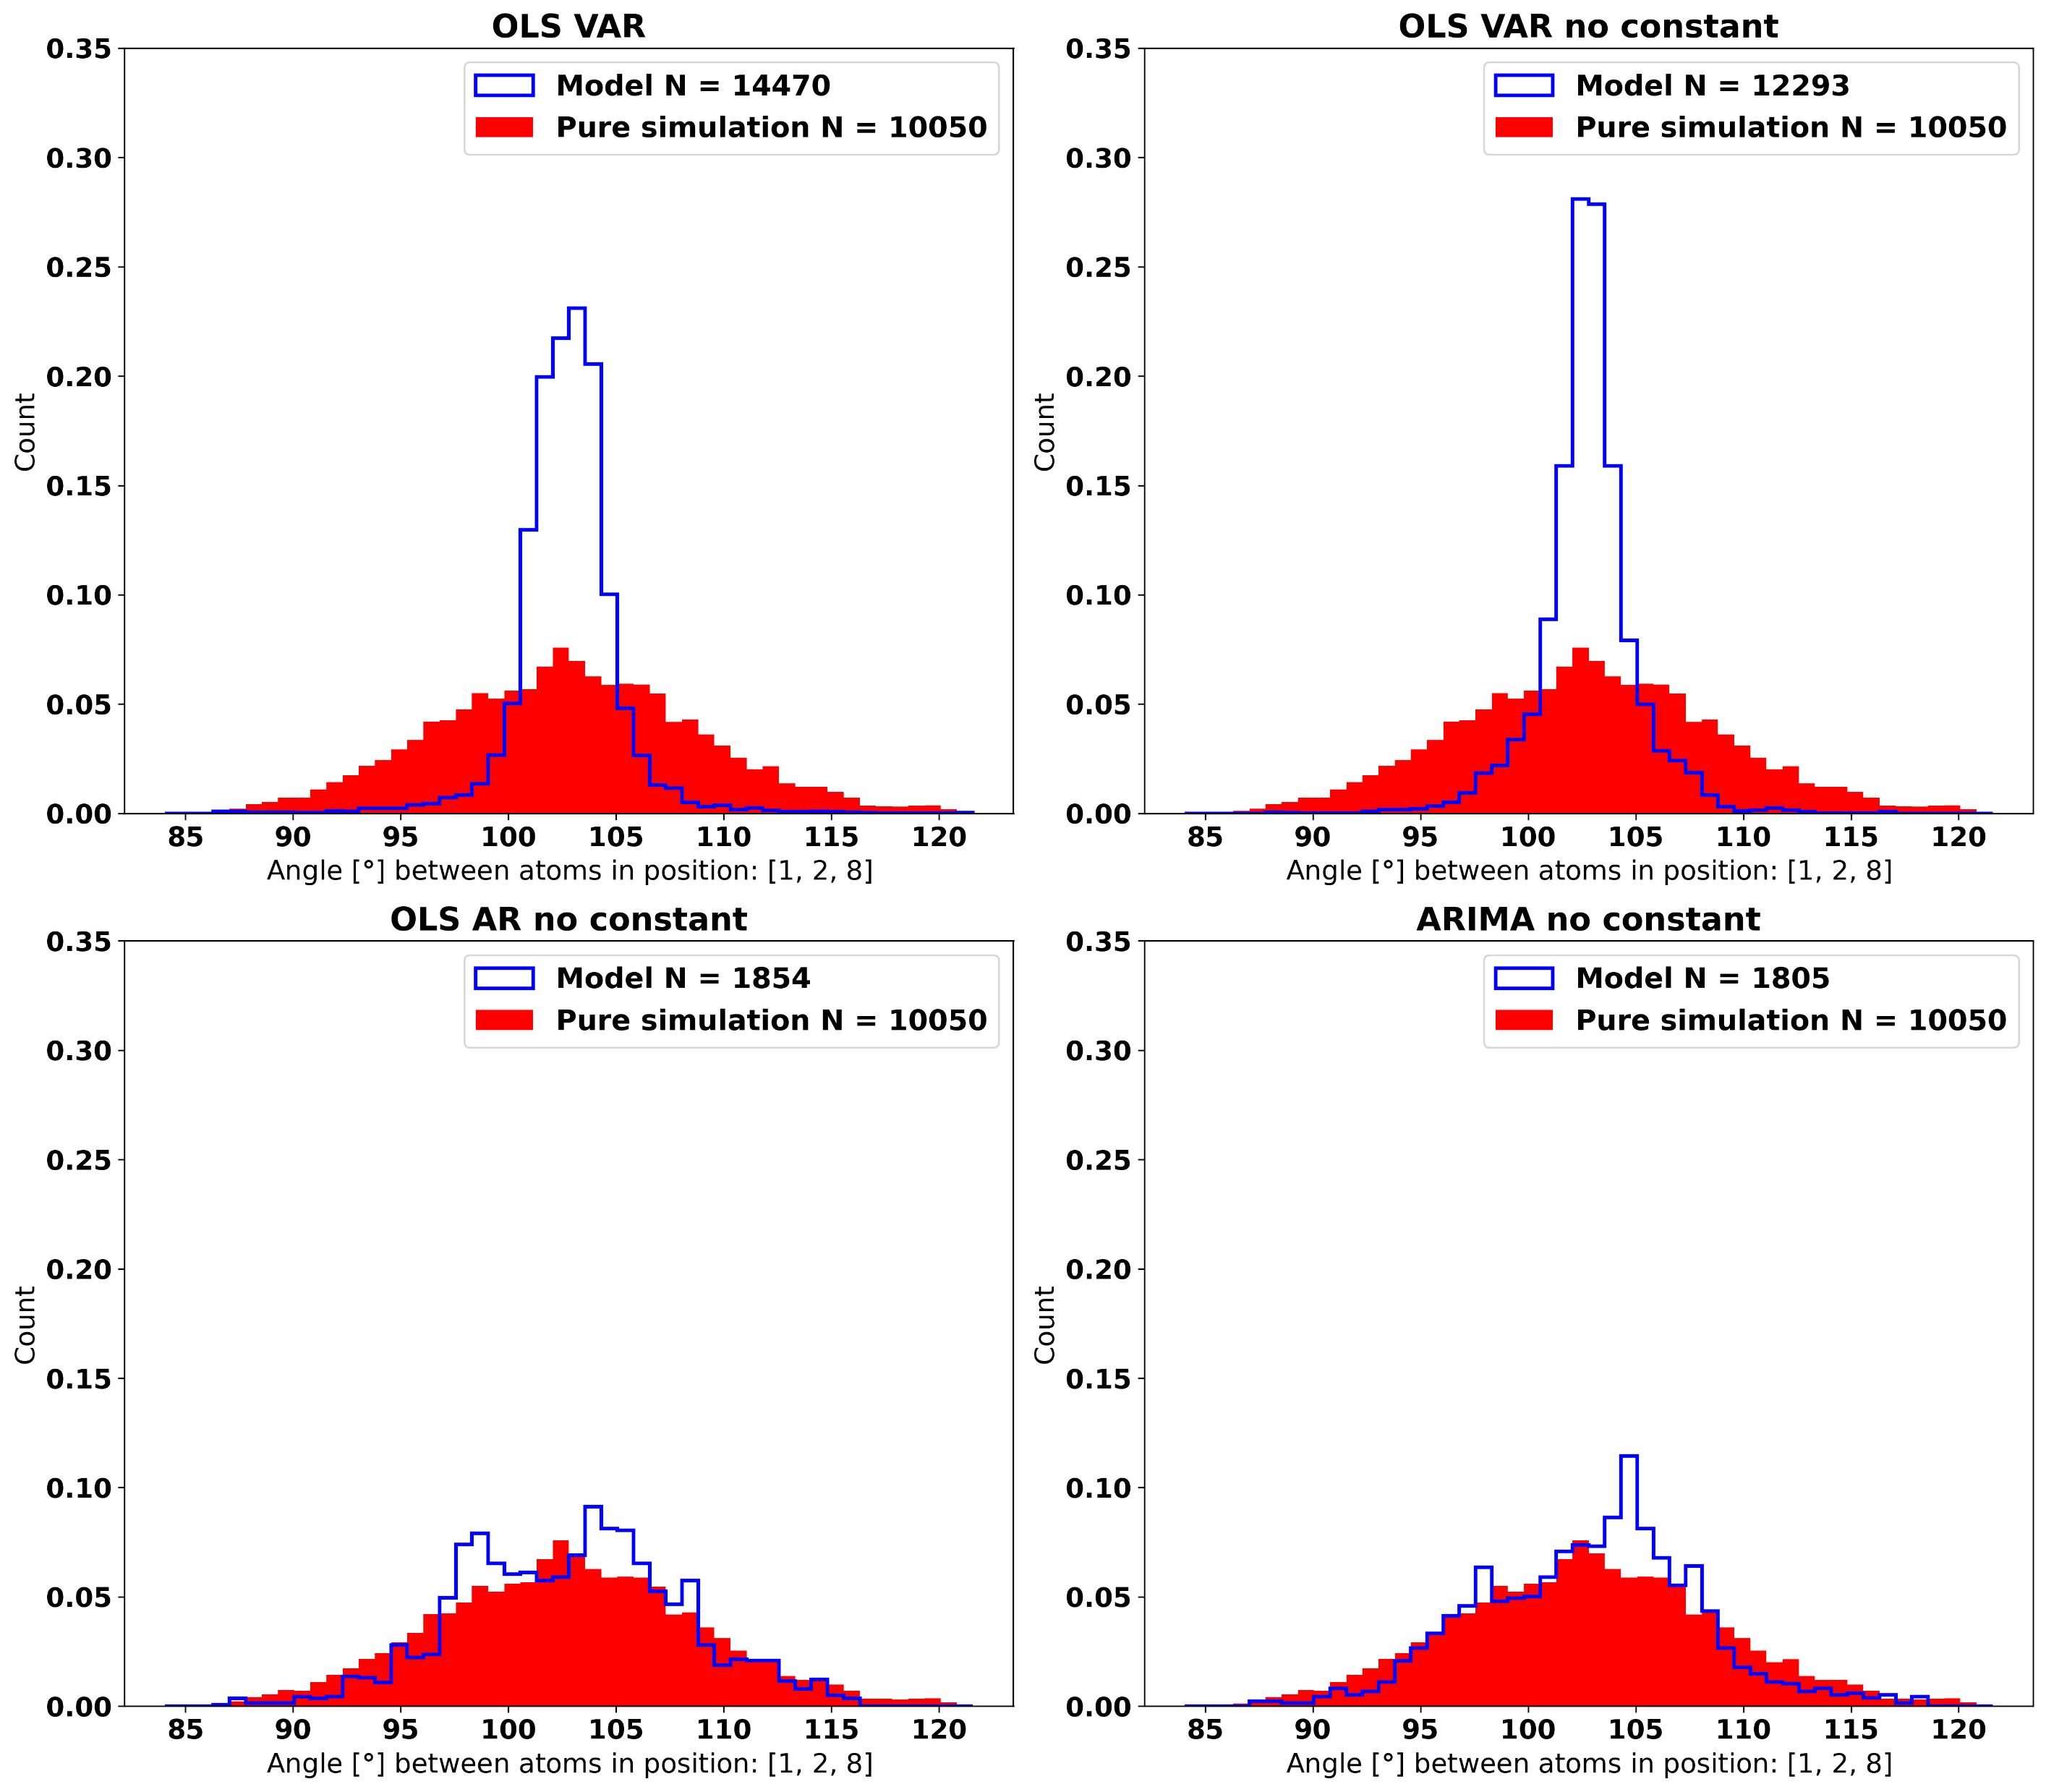 OLS VAR
0.35
0.30
0.25
0.20
0.15
0.10
0.05
0.00
Count
Model N = 14470
Pure simulation N = 10050
85 90 95 100 105 110 115 120
Angle [°] between atoms in position: [1, 2, 8]
OLS VAR no constant
0.35
0.30
0.25
0.20
0.15
0.10
0.05
0.00
Count
Model N = 12293
Pure simulation N = 10050
85 90 95 100 105 110 115 120
Angle [°] between atoms in position: [1, 2, 8]
OLS AR no constant
0.35
0.30
0.25
0.20
0.15
0.10
0.05
0.00
Count
Model N = 1854
Pure simulation N = 10050
85 90 95 100 105 110 115 120
Angle [°] between atoms in position: [1, 2, 8]
ARIMA no constant
0.35
0.30
0.25
0.20
0.15
0.10
0.05
0.00
Count
Model N = 1805
Pure simulation N = 10050
85 90 95 100 105 110 115 120
Angle [°] between atoms in position: [1, 2, 8]